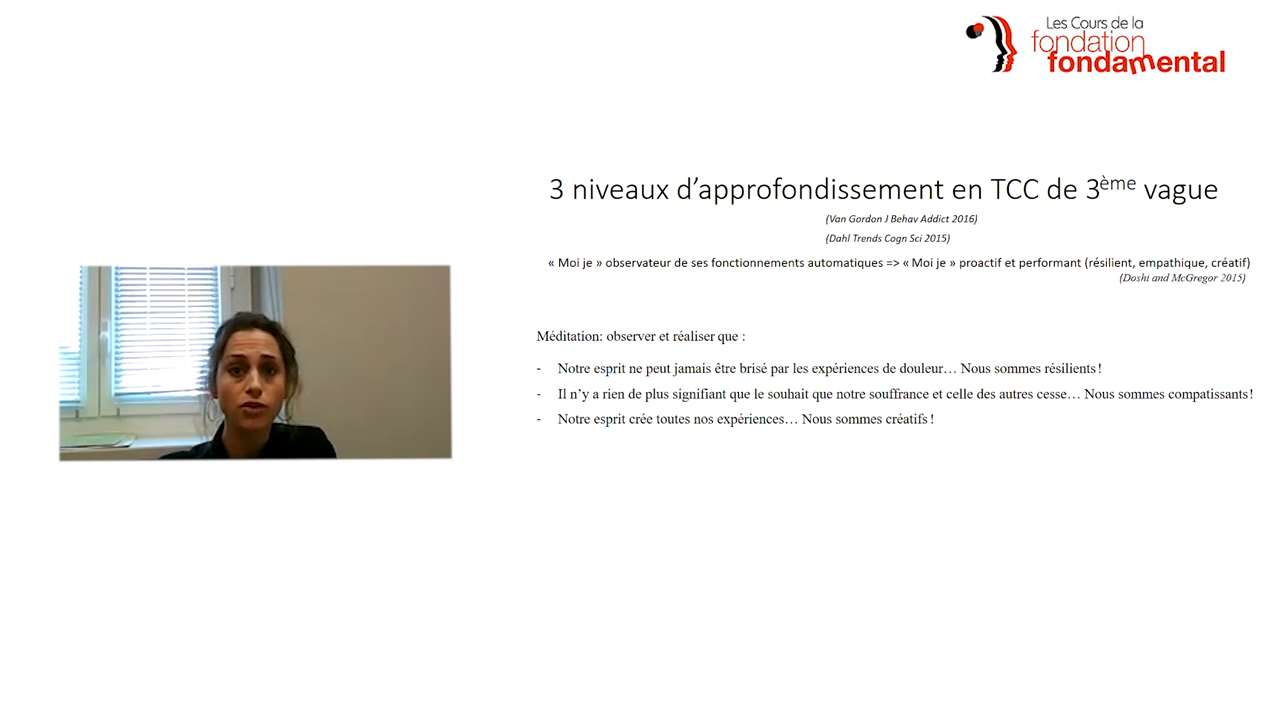 Les Cours de la
fondation
fondamental
3 niveaux d’approfondissement en TCC de 3ème vague
(Van Gordon J Behav Addict 2016)
(Dahl Trends Cogn Sci 2015)
« Moi je » observateur de ses fonctionnements automatiques => « Moi je » proactif et performant (résilient, empathique, créatif)
(Doshi and McGregor 2015)
Méditation: observer et réaliser que :
- Notre esprit ne peut jamais être brisé par les expériences de douleur… Nous sommes résilients !
- Il n’y a rien de plus signifiant que le souhait que notre souffrance et celle des autres cesse… Nous sommes compatissants !
- Notre esprit crée toutes nos expériences… Nous sommes créatifs !